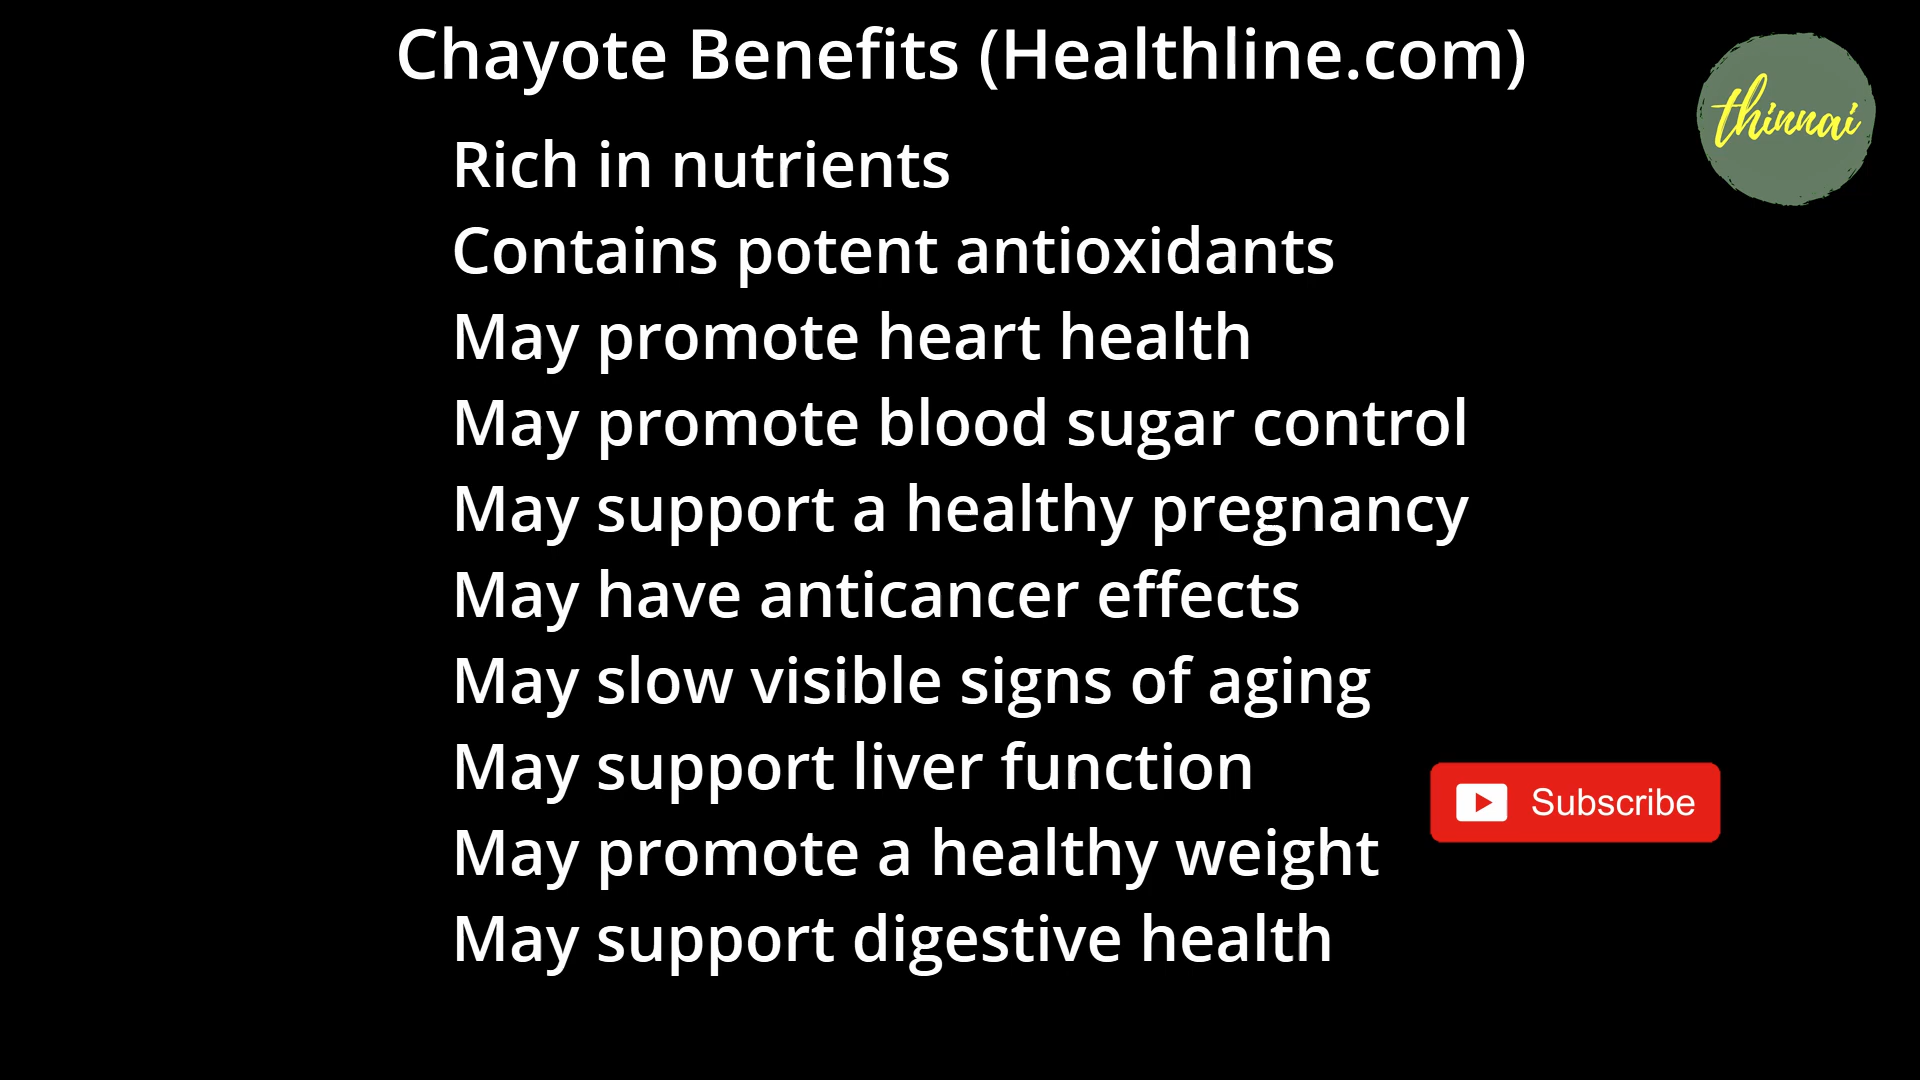 Chayote Benefits (Healthline.com)
thinnai
Rich in nutrients
Contains potent antioxidants
May promote heart health
May promote blood sugar control
May support a healthy pregnancy
May have anticancer effects
May slow visible signs of aging
May support liver function
Subscribe
May promote a healthy weight
May support digestive health